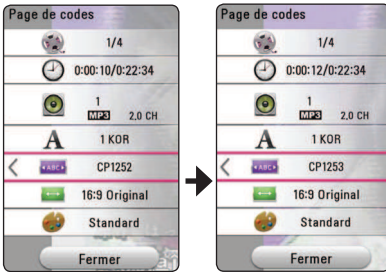 Page de codes
1/4
0:00:10/0:22:34
1
MP3 2.0 CH
A 1 KOR
ABC CP1252
16:9 Original
Standard
Fermer
Page de codes
1/4
0:00:12/0:22:34
1
MP3 2.0 CH
A 1 KOR
ABC CP1253
16:9 Original
Standard
Fermer